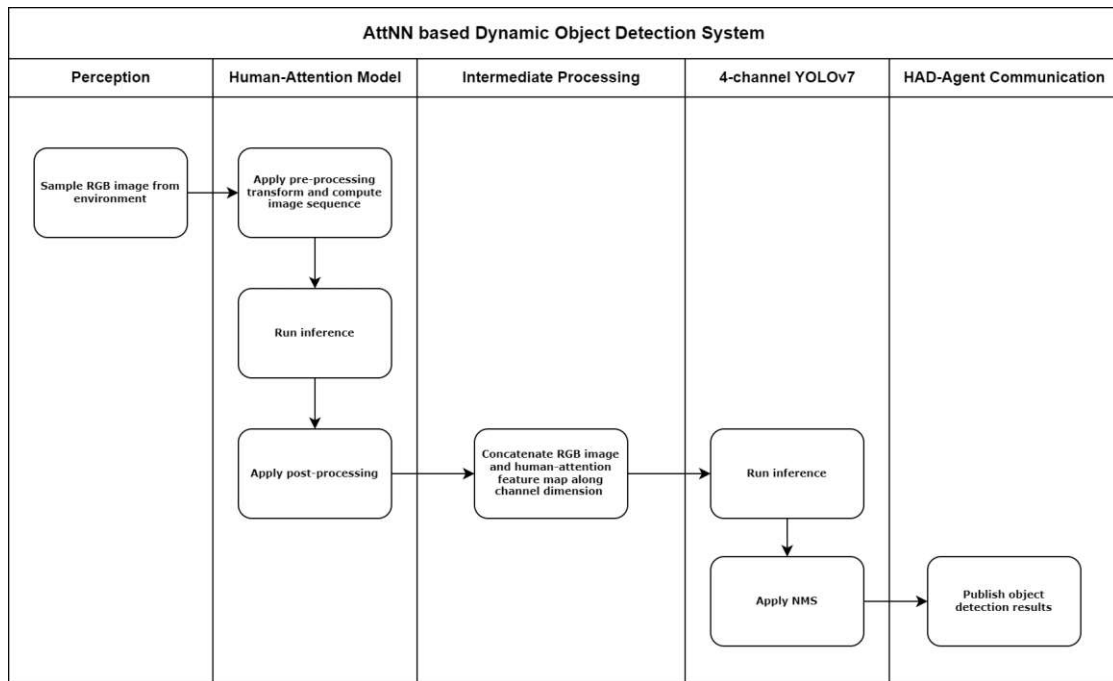 AttNN based Dynamic Object Detection System
Perception
Human-Attention Model
Intermediate Processing
4-channel YOLOv7
HAD-Agent Communication
Sample RGB image from
environment
Apply pre-processing
transform and compute
image sequence
Run inference
Apply post-processing
Concatenate RGB image
and human-attention
feature map along
channel dimension
Run inference
Apply NMS
Publish object
detection results